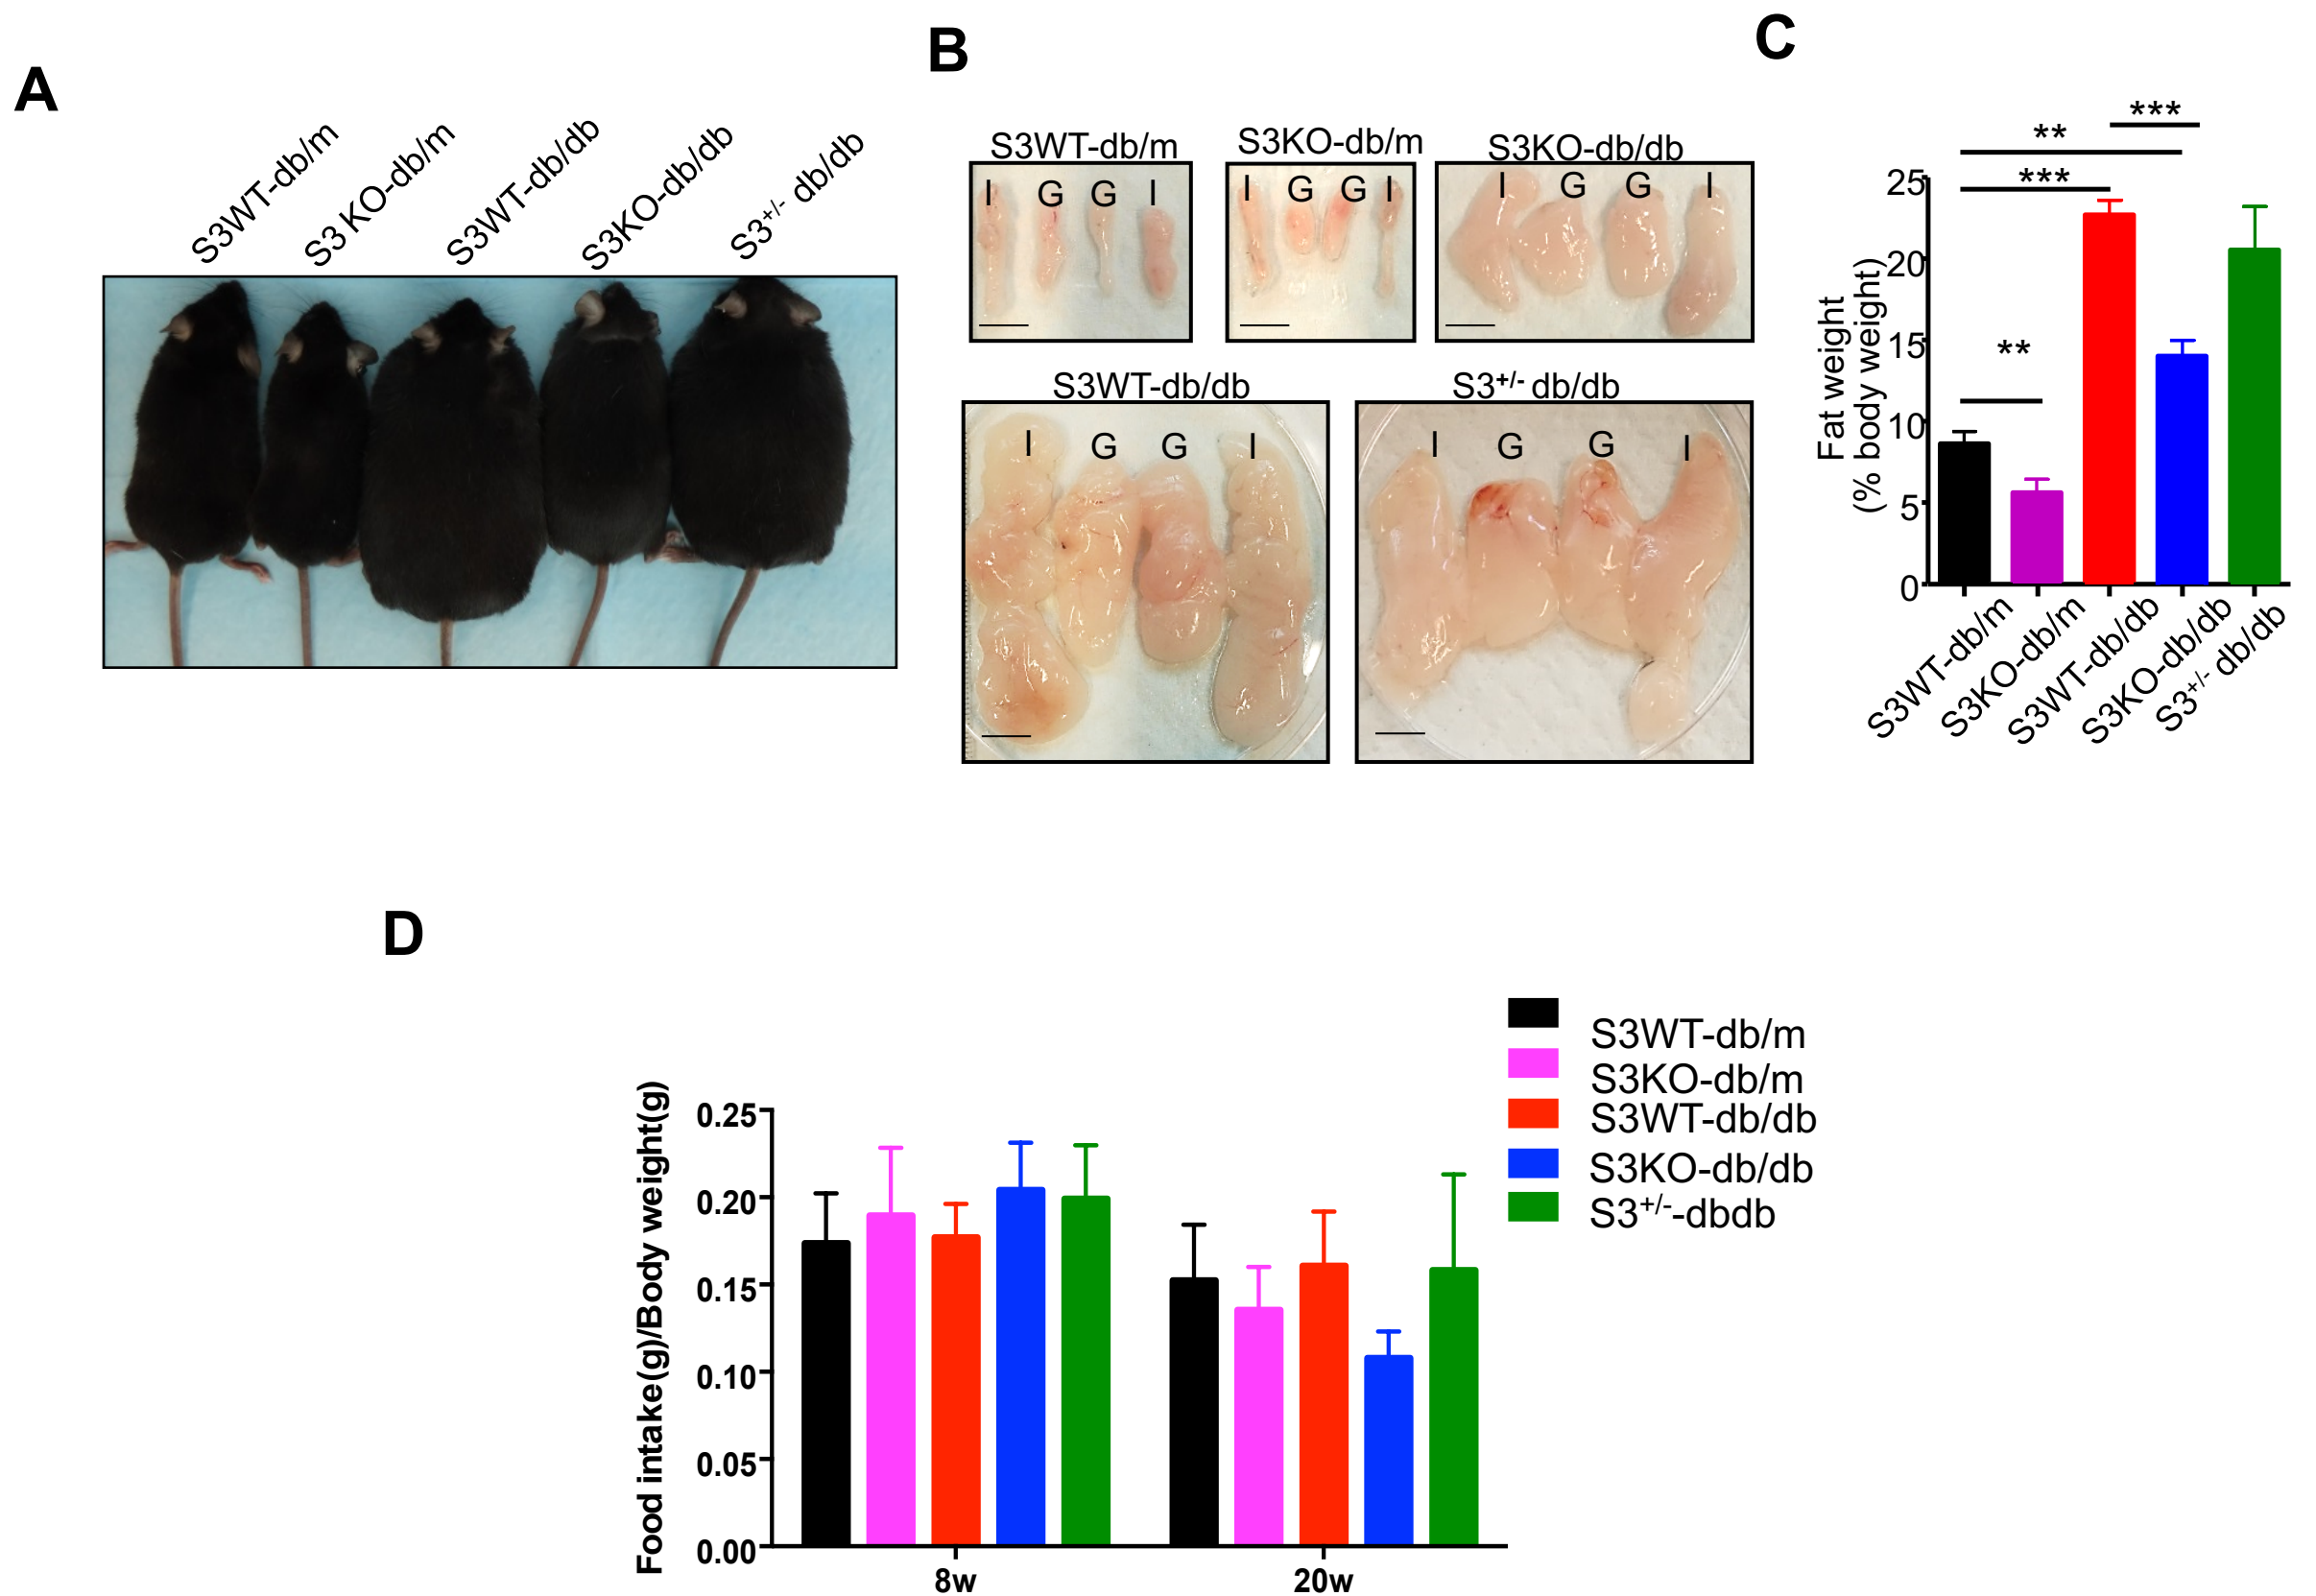 A
S3WT-db/m
S3 KO-db/m
S3WT-db/db
S3KO-db/db
S3+/- db/db
B
S3WT-db/m
I G G I
S3KO-db/m
I G G I
S3KO-db/db
I G G I
S3WT-db/db
I G G I
S3+/- db/db
I G G I
C
***
**
***
**
Fat weight
(% body weight)
25
20
15
10
5
0
S3WT-db/m
S3KO-db/m
S3WT-db/db
S3KO-db/db
S3+/- db/db
D
Food intake(g)/Body weight(g)
0.25
0.20
0.15
0.10
0.05
0.00
8w
20w
S3WT-db/m
S3KO-db/m
S3WT-db/db
S3KO-db/db
S3+/--dbdb